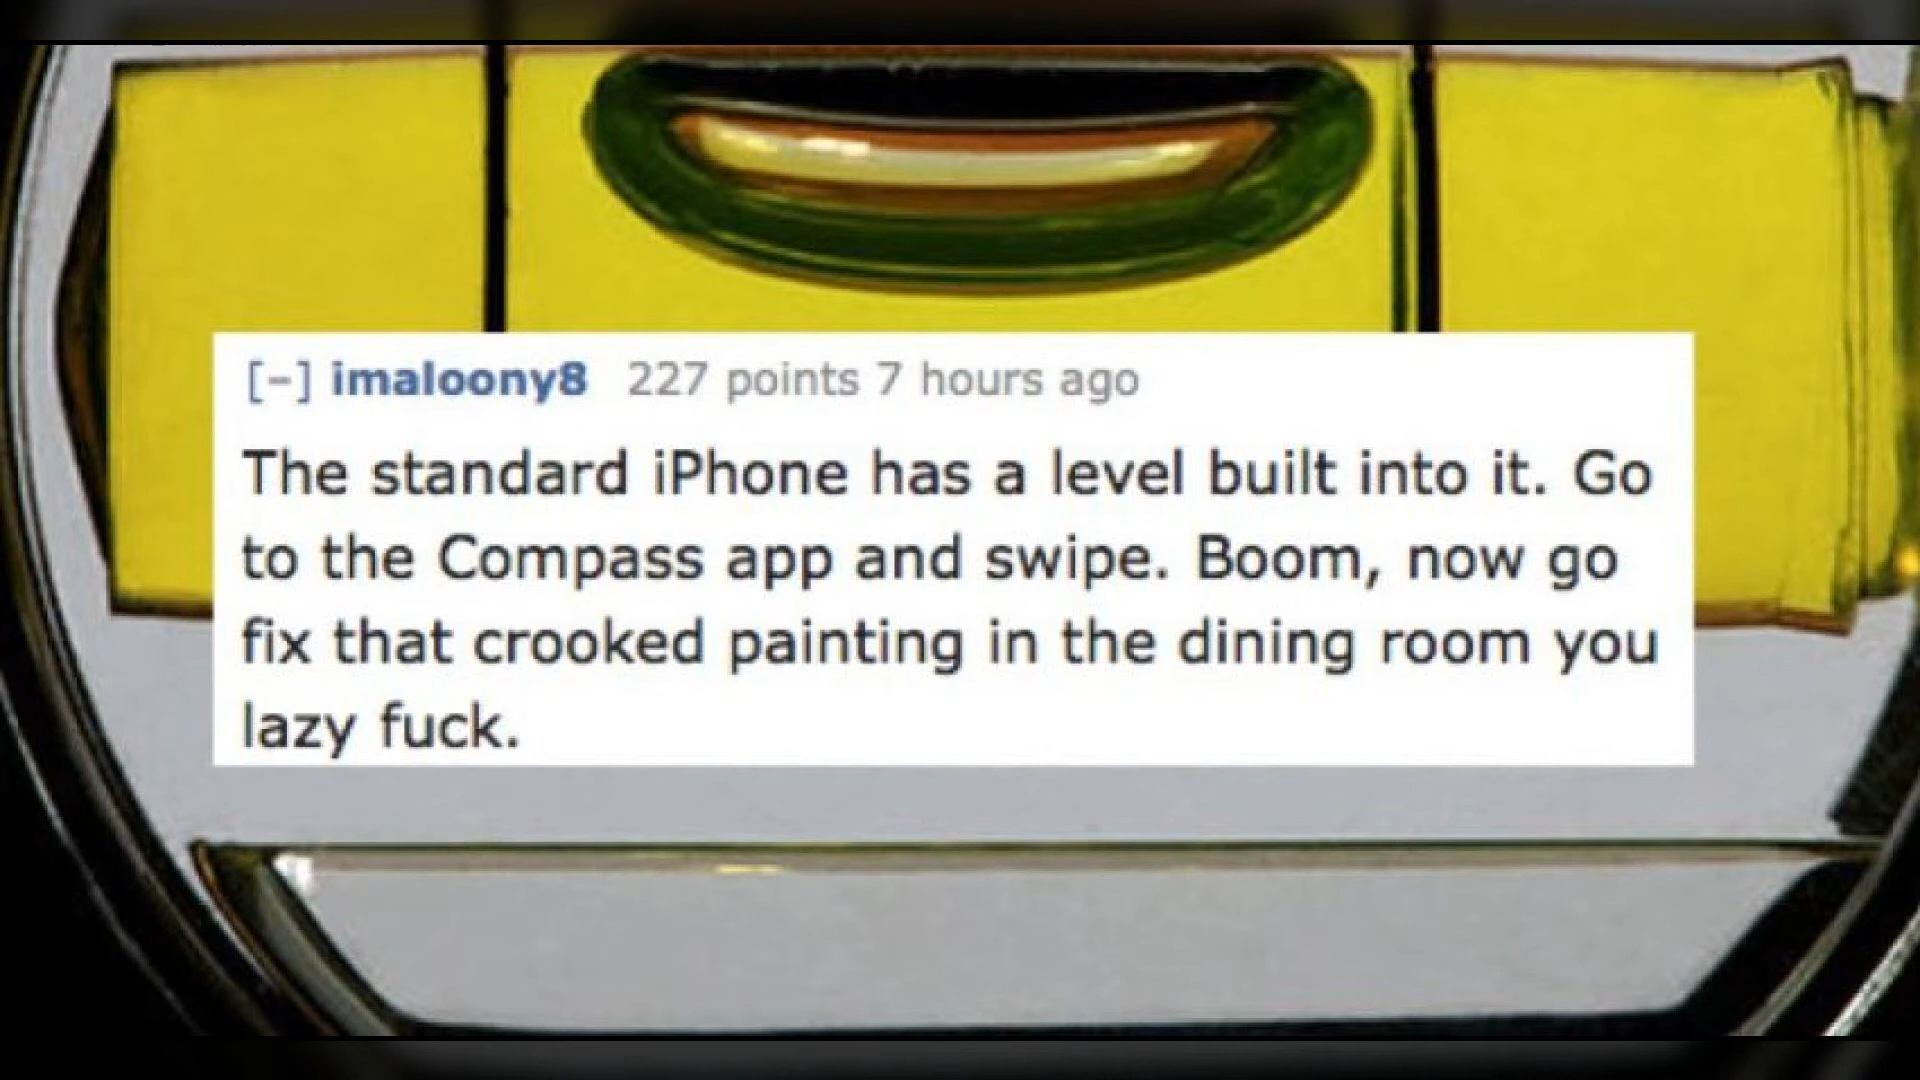 [–] imaloony8 227 points 7 hours ago
The standard iPhone has a level built into it. Go
to the Compass app and swipe. Boom, now go
fix that crooked painting in the dining room you
lazy fuck.